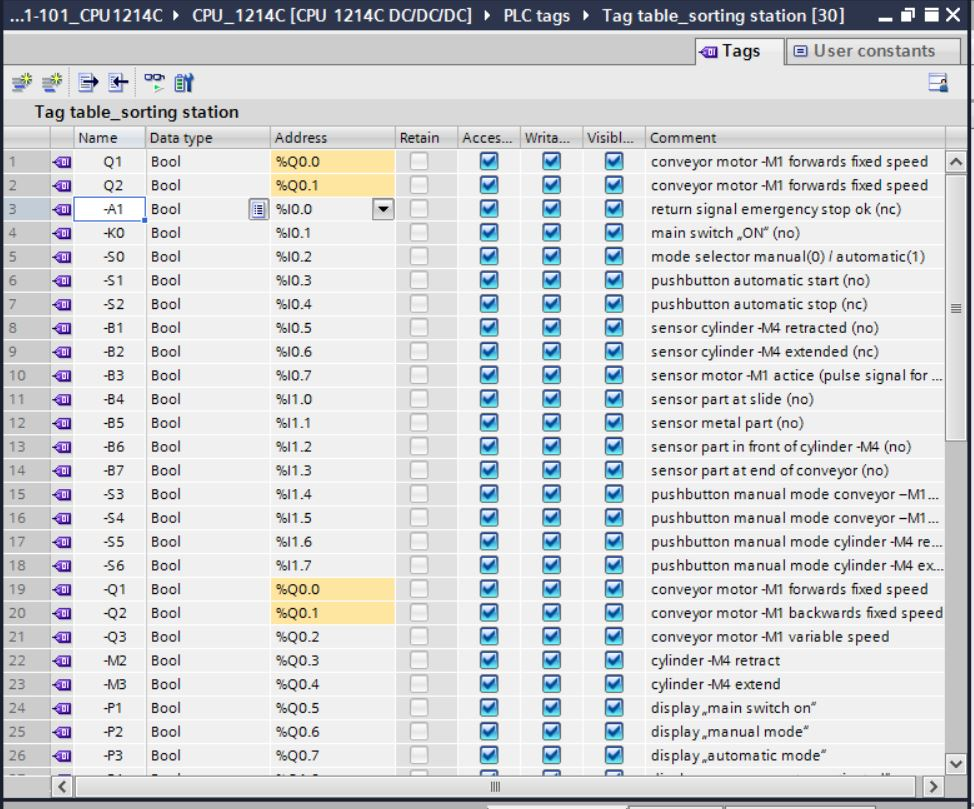 ...1-101_CPU1214C ▸ CPU_1214C [CPU 1214C DC/DC/DC] ▸ PLC tags ▸ Tag table_sorting station [30]
Tags User constants
Tag table_sorting station
Name Data type Address Retain Acces... Writa... Visibl... Comment
1 Q1 Bool %Q0.0 conveyor motor -M1 forwards fixed speed
2 Q2 Bool %Q0.1 conveyor motor -M1 forwards fixed speed
3 -A1 Bool %I0.0 return signal emergency stop ok (nc)
4 -K0 Bool %I0.1 main switch „ON“ (no)
5 -S0 Bool %I0.2 mode selector manual(0) / automatic(1)
6 -S1 Bool %I0.3 pushbutton automatic start (no)
7 -S2 Bool %I0.4 pushbutton automatic stop (nc)
8 -B1 Bool %I0.5 sensor cylinder -M4 retracted (no)
9 -B2 Bool %I0.6 sensor cylinder -M4 extended (nc)
10 -B3 Bool %I0.7 sensor motor -M1 actice (pulse signal for ...
11 -B4 Bool %I1.0 sensor part at slide (no)
12 -B5 Bool %I1.1 sensor metal part (no)
13 -B6 Bool %I1.2 sensor part in front of cylinder -M4 (no)
14 -B7 Bool %I1.3 sensor part at end of conveyor (no)
15 -S3 Bool %I1.4 pushbutton manual mode conveyor –M1...
16 -S4 Bool %I1.5 pushbutton manual mode conveyor –M1...
17 -S5 Bool %I1.6 pushbutton manual mode cylinder -M4 re...
18 -S6 Bool %I1.7 pushbutton manual mode cylinder -M4 ex...
19 -Q1 Bool %Q0.0 conveyor motor -M1 forwards fixed speed
20 -Q2 Bool %Q0.1 conveyor motor -M1 backwards fixed speed
21 -Q3 Bool %Q0.2 conveyor motor -M1 variable speed
22 -M2 Bool %Q0.3 cylinder -M4 retract
23 -M3 Bool %Q0.4 cylinder -M4 extend
24 -P1 Bool %Q0.5 display „main switch on“
25 -P2 Bool %Q0.6 display „manual mode“
26 -P3 Bool %Q0.7 display „automatic mode“